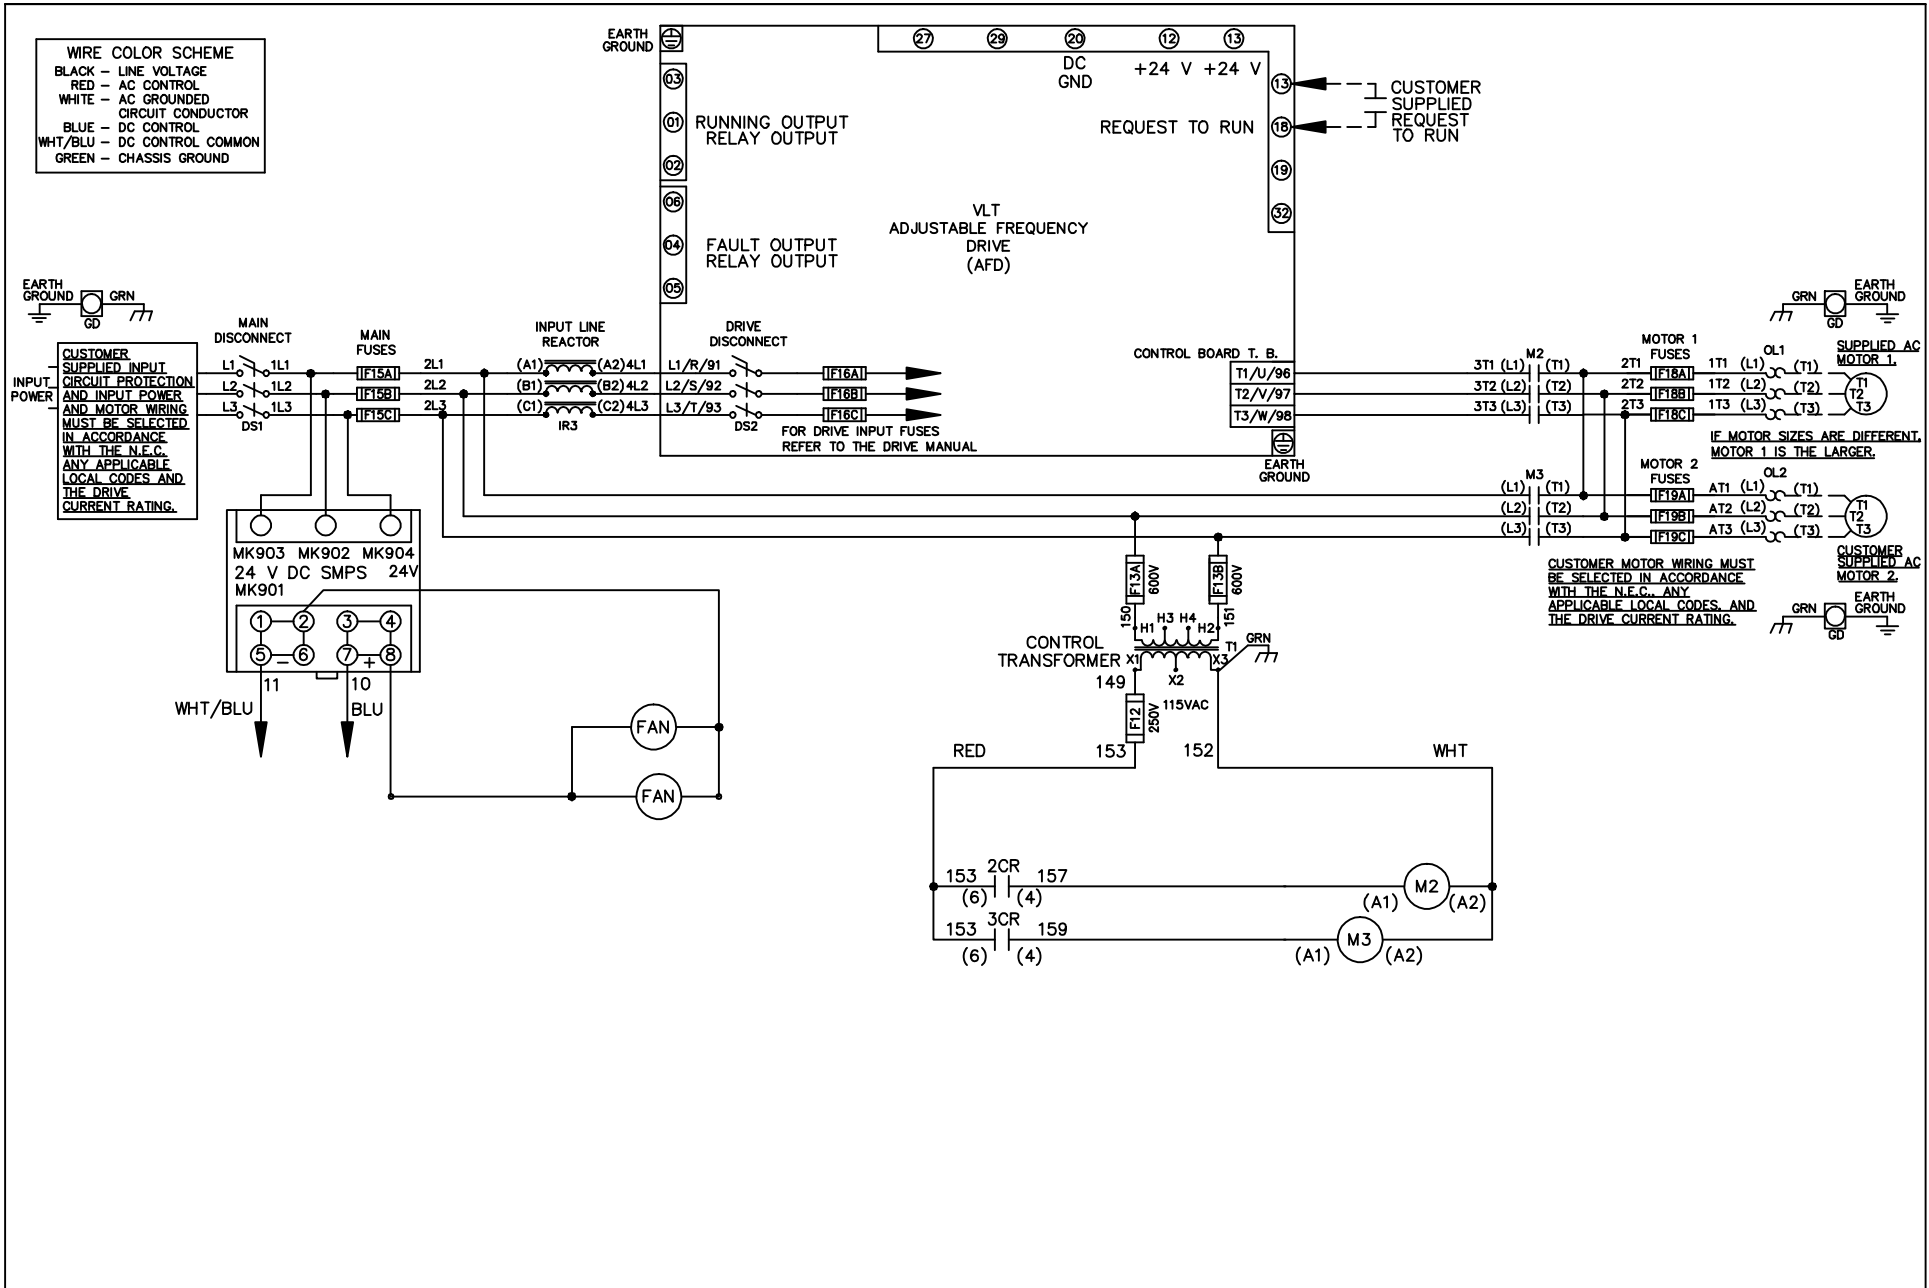 WIRE COLOR SCHEME
BLACK – LINE VOLTAGE
RED – AC CONTROL
WHITE – AC GROUNDED
CIRCUIT CONDUCTOR
BLUE – DC CONTROL
WHT/BLU – DC CONTROL COMMON
GREEN – CHASSIS GROUND
EARTH
GROUND
27 29 20 12 13
DC
GND
+24 V +24 V
03
01
02
RUNNING OUTPUT
RELAY OUTPUT
06
04
05
FAULT OUTPUT
RELAY OUTPUT
13
18
19
32
REQUEST TO RUN
CUSTOMER
SUPPLIED
REQUEST
TO RUN
VLT
ADJUSTABLE FREQUENCY
DRIVE
(AFD)
EARTH
GROUND
GRN
GD
INPUT
POWER
CUSTOMER
SUPPLIED INPUT
CIRCUIT PROTECTION
AND INPUT POWER
AND MOTOR WIRING
MUST BE SELECTED
IN ACCORDANCE
WITH THE N.E.C.
ANY APPLICABLE
LOCAL CODES AND
THE DRIVE
CURRENT RATING.
MAIN
DISCONNECT
L1 1L1
L2 1L2
L3 1L3
DS1
MAIN
FUSES
F15A
F15B
F15C
2L1
2L2
2L3
INPUT LINE
REACTOR
(A1) (A2) 4L1
(B1) (B2) 4L2
(C1) (C2) 4L3
IR3
L1/R/91
L2/S/92
L3/T/93
DRIVE
DISCONNECT
DS2
F16A
F16B
F16C
FOR DRIVE INPUT FUSES
REFER TO THE DRIVE MANUAL
CONTROL BOARD T. B.
T1/U/96
T2/V/97
T3/W/98
EARTH
GROUND
M2
3T1 (L1) (T1)
3T2 (L2) (T2)
3T3 (L3) (T3)
MOTOR 1
FUSES
2T1 F18A 1T1 (L1)
2T2 F18B 1T2 (L2)
2T3 F18C 1T3 (L3)
OL1
(T1)
(T2)
(T3)
T1
T2
T3
GRN
GD
EARTH
GROUND
SUPPLIED AC
MOTOR 1.
IF MOTOR SIZES ARE DIFFERENT,
MOTOR 1 IS THE LARGER.
M3
(L1) (T1)
(L2) (T2)
(L3) (T3)
MOTOR 2
FUSES
F19A AT1 (L1)
F19B AT2 (L2)
F19C AT3 (L3)
OL2
(T1)
(T2)
(T3)
T1
T2
T3
CUSTOMER
SUPPLIED AC
MOTOR 2.
CUSTOMER MOTOR WIRING MUST
BE SELECTED IN ACCORDANCE
WITH THE N.E.C., ANY
APPLICABLE LOCAL CODES, AND
THE DRIVE CURRENT RATING.
GRN
GD
EARTH
GROUND
MK903 MK902 MK904
24 V DC SMPS 24V
MK901
1 2 3 4
5 – 6 7 + 8
11
10
WHT/BLU
BLU
FAN
FAN
F13A
600V
F13B
600V
150
151
H1 H3 H4 H2
CONTROL
TRANSFORMER
T1
GRN
X1 X2 X3
149
F12
250V
115VAC
153
152
RED
WHT
153 2CR 157
(6) (4)
M2
(A1) (A2)
153 3CR 159
(6) (4)
M3
(A1) (A2)